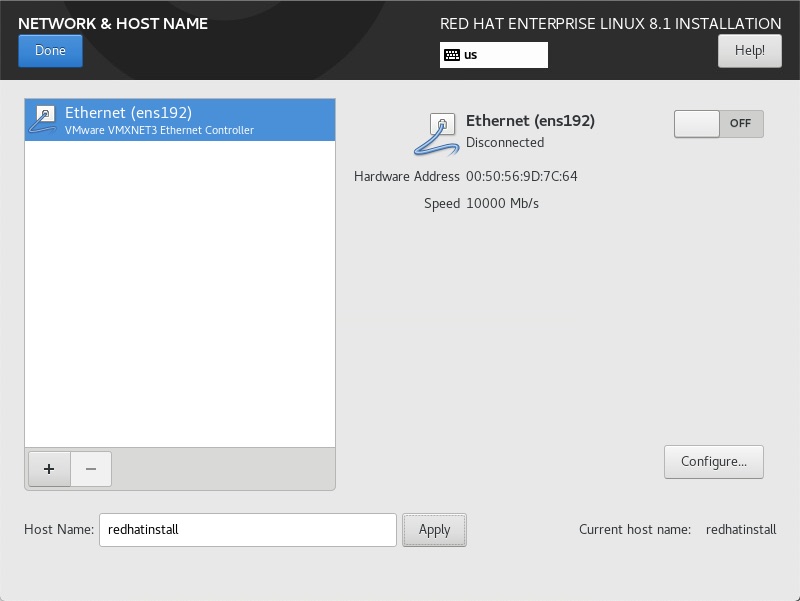 NETWORK & HOST NAME
RED HAT ENTERPRISE LINUX 8.1 INSTALLATION
Done
us
Help!
Ethernet (ens192)
VMware VMXNET3 Ethernet Controller
Ethernet (ens192)
Disconnected
OFF
Hardware Address 00:50:56:9D:7C:64
Speed 10000 Mb/s
+ −
Configure...
Host Name: redhatinstall Apply Current host name: redhatinstall